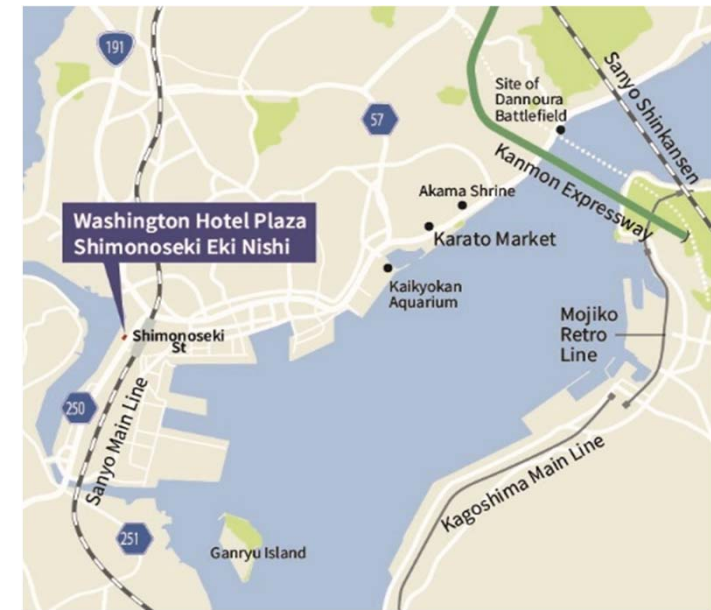 191
57
Site of
Dannoura
Battlefield
Sanyo Shinkansen
Kanmon Expressway
Akama Shrine
Karato Market
Washington Hotel Plaza
Shimonoseki Eki Nishi
Kaikyokan
Aquarium
Mojiko
Retro
Line
Shimonoseki
St
250
Sanyo Main Line
Kagoshima Main Line
251
Ganryu Island